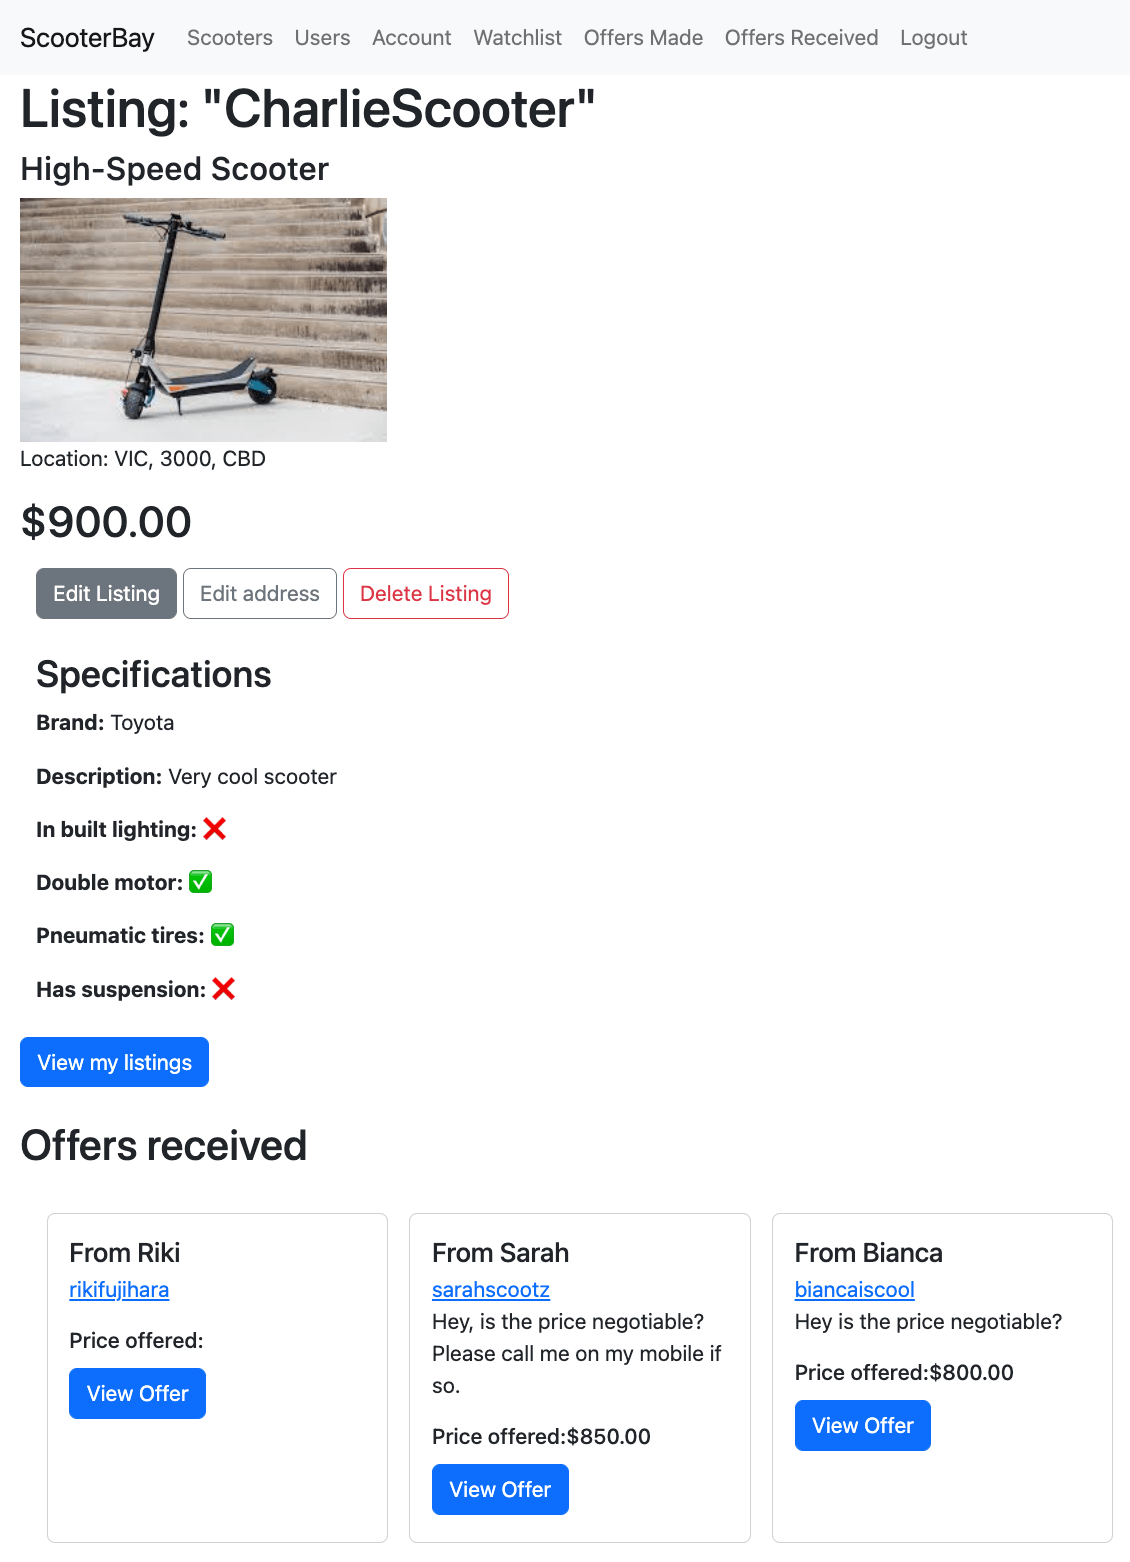 ScooterBay Scooters Users Account Watchlist Offers Made Offers Received Logout
Listing: "CharlieScooter"
High-Speed Scooter
Location: VIC, 3000, CBD
$900.00
Edit Listing Edit address Delete Listing
Specifications
Brand: Toyota
Description: Very cool scooter
In built lighting: ❌
Double motor: ✅
Pneumatic tires: ✅
Has suspension: ❌
View my listings
Offers received
From Riki
rikifujihara
Price offered:
View Offer
From Sarah
sarahscootz
Hey, is the price negotiable?
Please call me on my mobile if
so.
Price offered:$850.00
View Offer
From Bianca
biancaiscool
Hey is the price negotiable?
Price offered:$800.00
View Offer